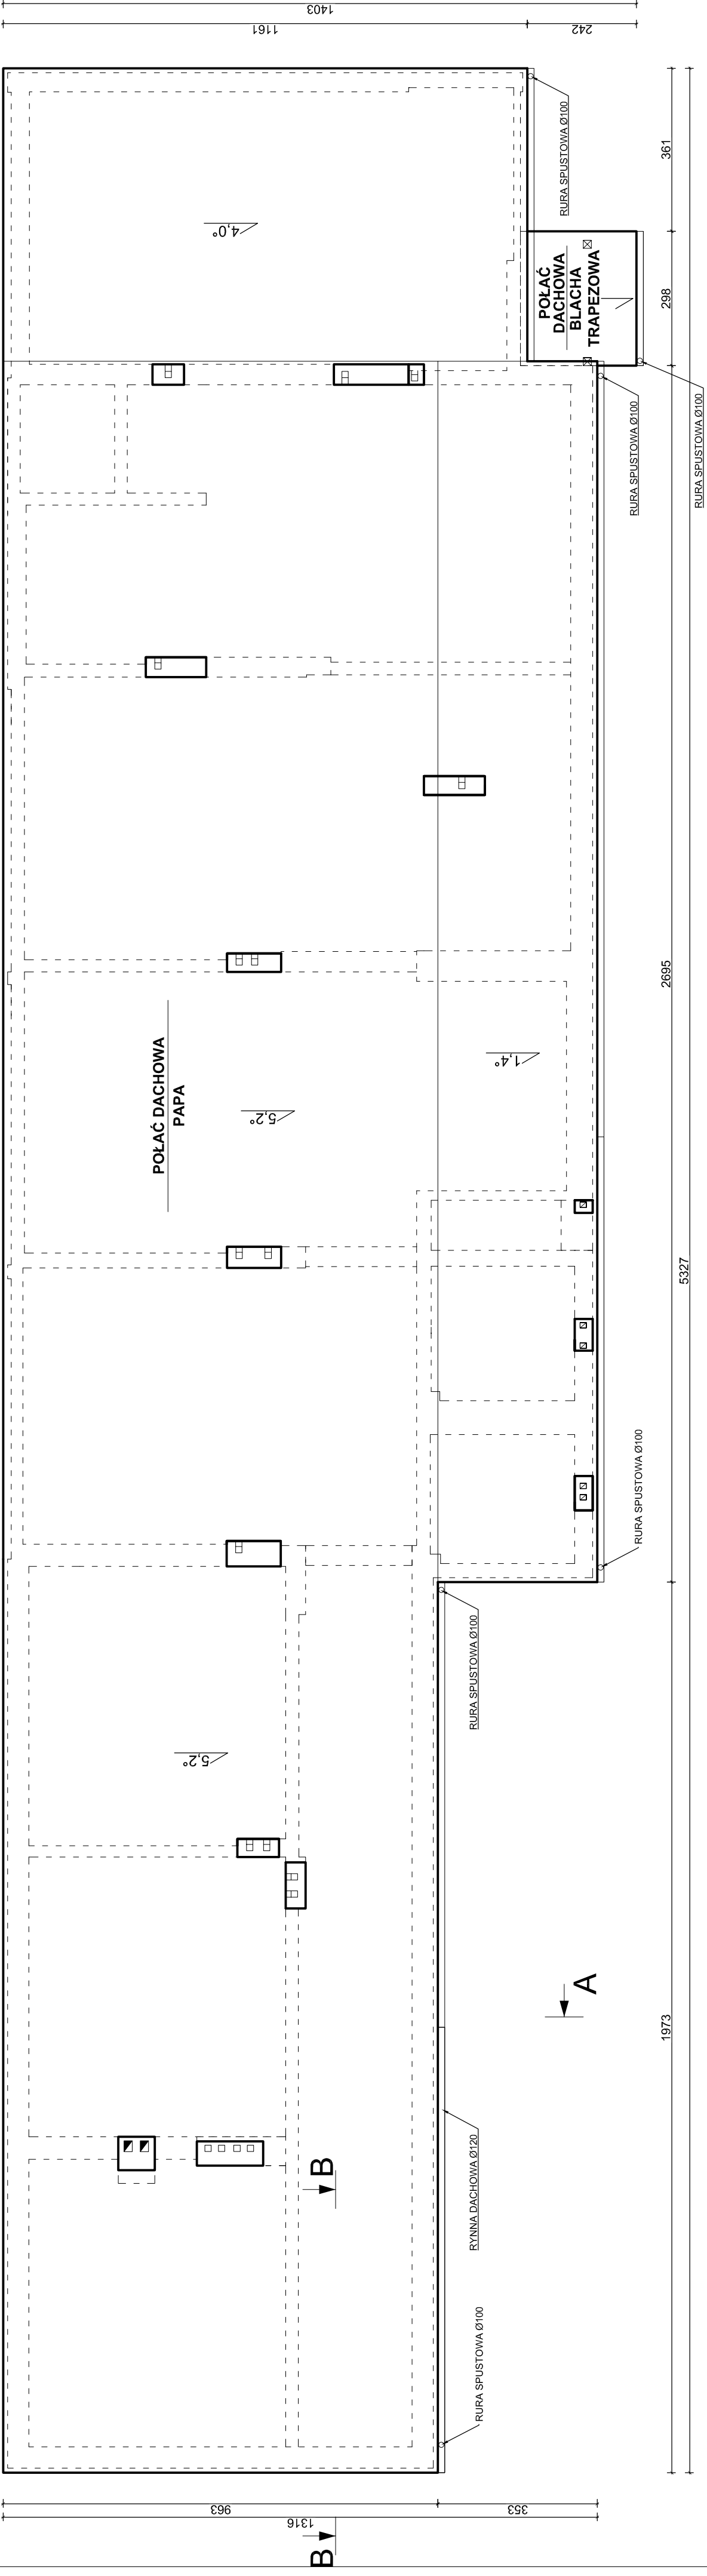 1403
1161
242
RURA SPUSTOWA Ø100
361
4,0°
POŁAĆ
DACHOWA
BLACHA
TRAPEZOWA
298
RURA SPUSTOWA Ø100
RURA SPUSTOWA Ø100
POŁAĆ DACHOWA
PAPA
5,2°
1,4°
2695
5327
RURA SPUSTOWA Ø100
RURA SPUSTOWA Ø100
5,2°
A
1973
B
RYNNA DACHOWA Ø120
RURA SPUSTOWA Ø100
963
353
1316
B